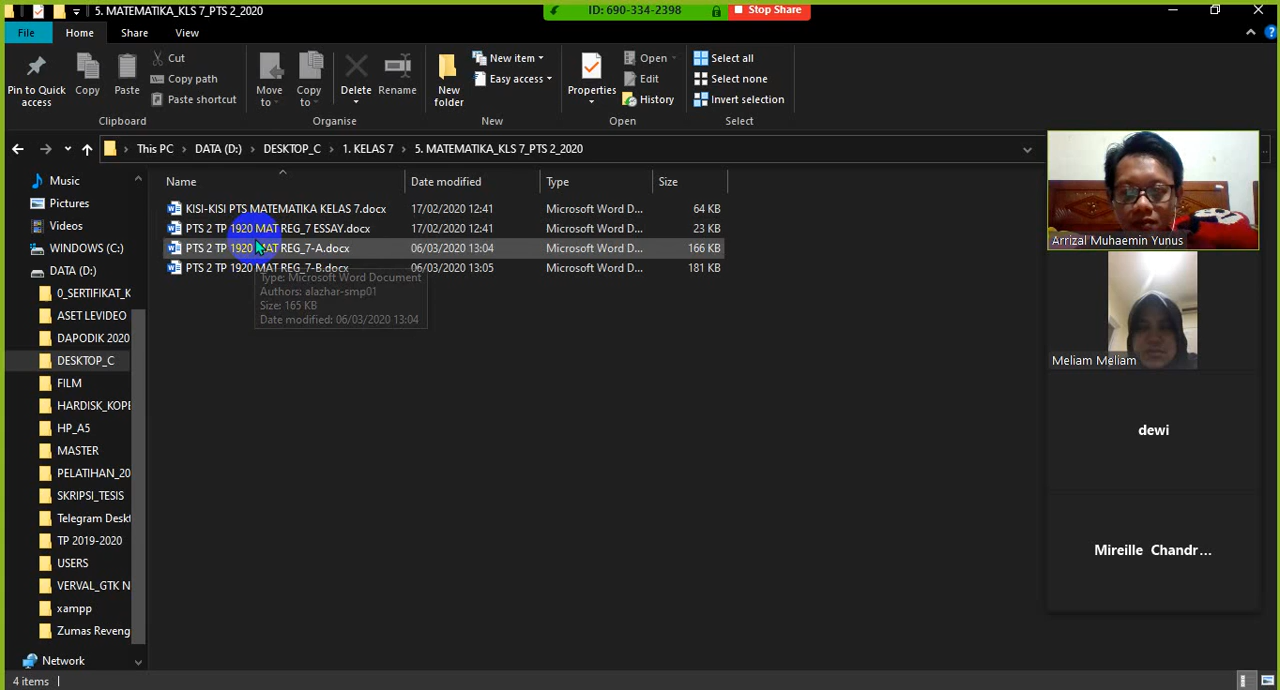 5. MATEMATIKA_KLS 7_PTS 2_2020
ID: 690-334-2398
Stop Share
File Home Share View
Pin to Quick access
Copy
Paste
Cut
Copy path
Paste shortcut
Move to
Copy to
Delete
Rename
New folder
New item
Easy access
Properties
Open
Edit
History
Select all
Select none
Invert selection
Clipboard Organise New Open Select
This PC > DATA (D:) > DESKTOP_C > 1. KELAS 7 > 5. MATEMATIKA_KLS 7_PTS 2_2020
Name Date modified Type Size
KISI-KISI PTS MATEMATIKA KELAS 7.docx 17/02/2020 12:41 Microsoft Word D... 64 KB
PTS 2 TP 1920 MAT REG_7 ESSAY.docx 17/02/2020 12:41 Microsoft Word D... 23 KB
PTS 2 TP 1920 MAT REG_7-A.docx 06/03/2020 13:04 Microsoft Word D... 166 KB
PTS 2 TP 1920 MAT REG_7-B.docx 06/03/2020 13:05 Microsoft Word D... 181 KB
Type: Microsoft Word Document
Authors: alazhar-smp01
Size: 165 KB
Date modified: 06/03/2020 13:04
Music
Pictures
Videos
WINDOWS (C:)
DATA (D:)
0_SERTIFIKAT_K
ASET LEVIDEO
DAPODIK 2020
DESKTOP_C
FILM
HARDISK_KOPE
HP_A5
MASTER
PELATIHAN_20
SKRIPSI_TESIS
Telegram Deskt
TP 2019-2020
USERS
VERVAL_GTK N
xampp
Zumas Reveng
Network
4 items
Arrizal Muhaemin Yunus
Meliam Meliam
dewi
Mireille Chandr...